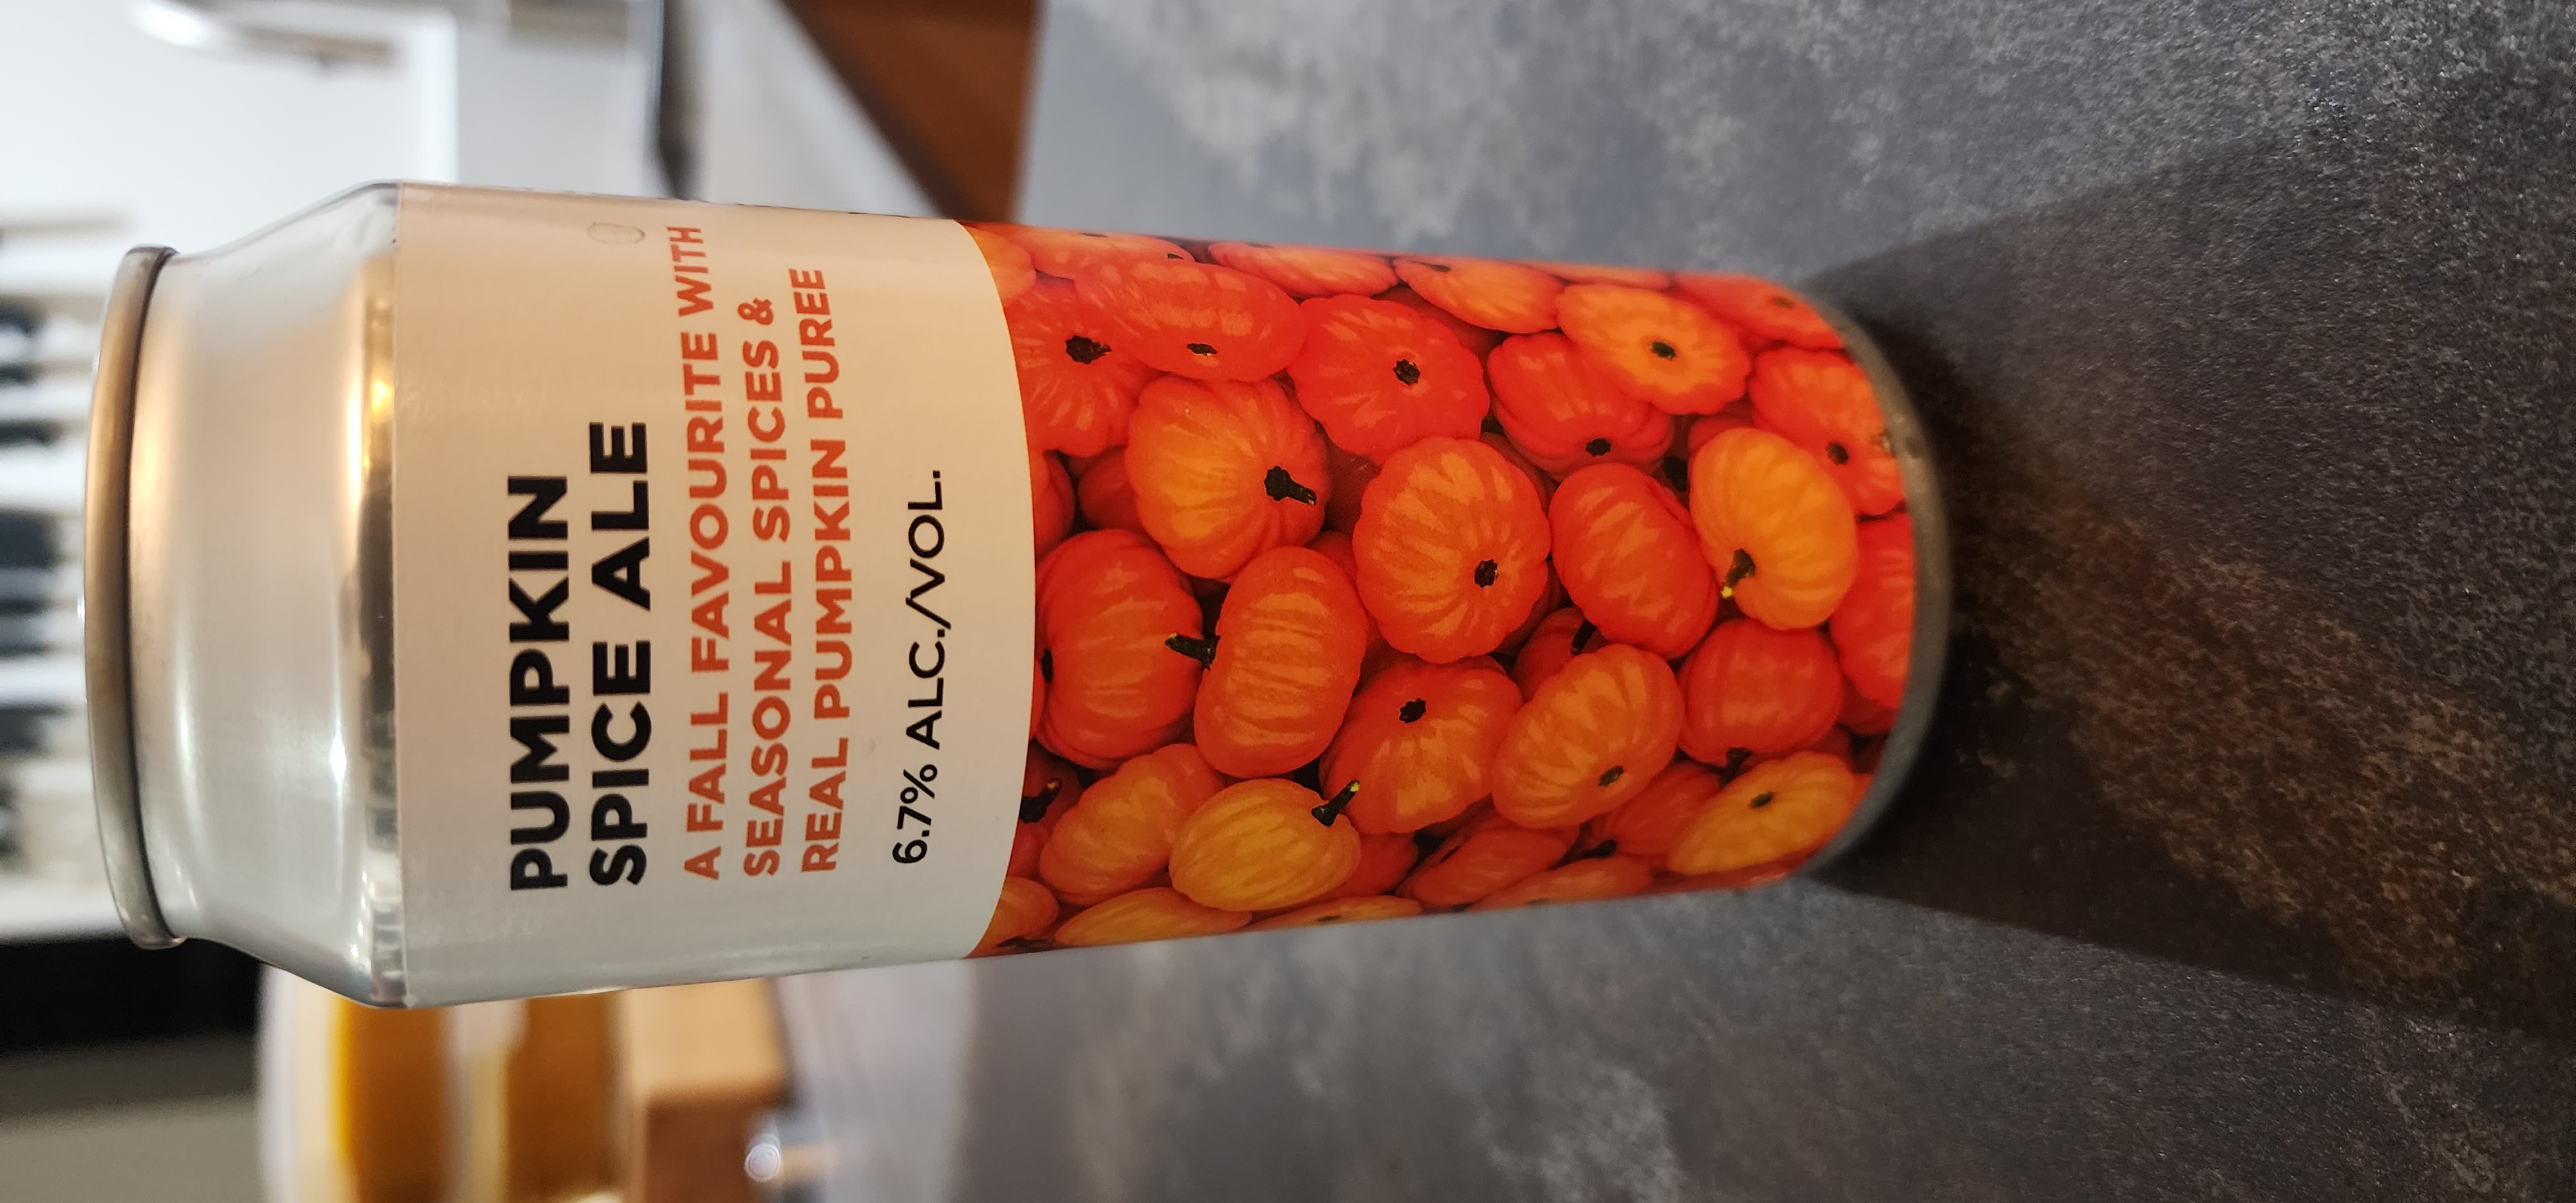 PUMPKIN
SPICE ALE
A FALL FAVOURITE WITH
SEASONAL SPICES &
REAL PUMPKIN PUREE
6.7% ALC./VOL.